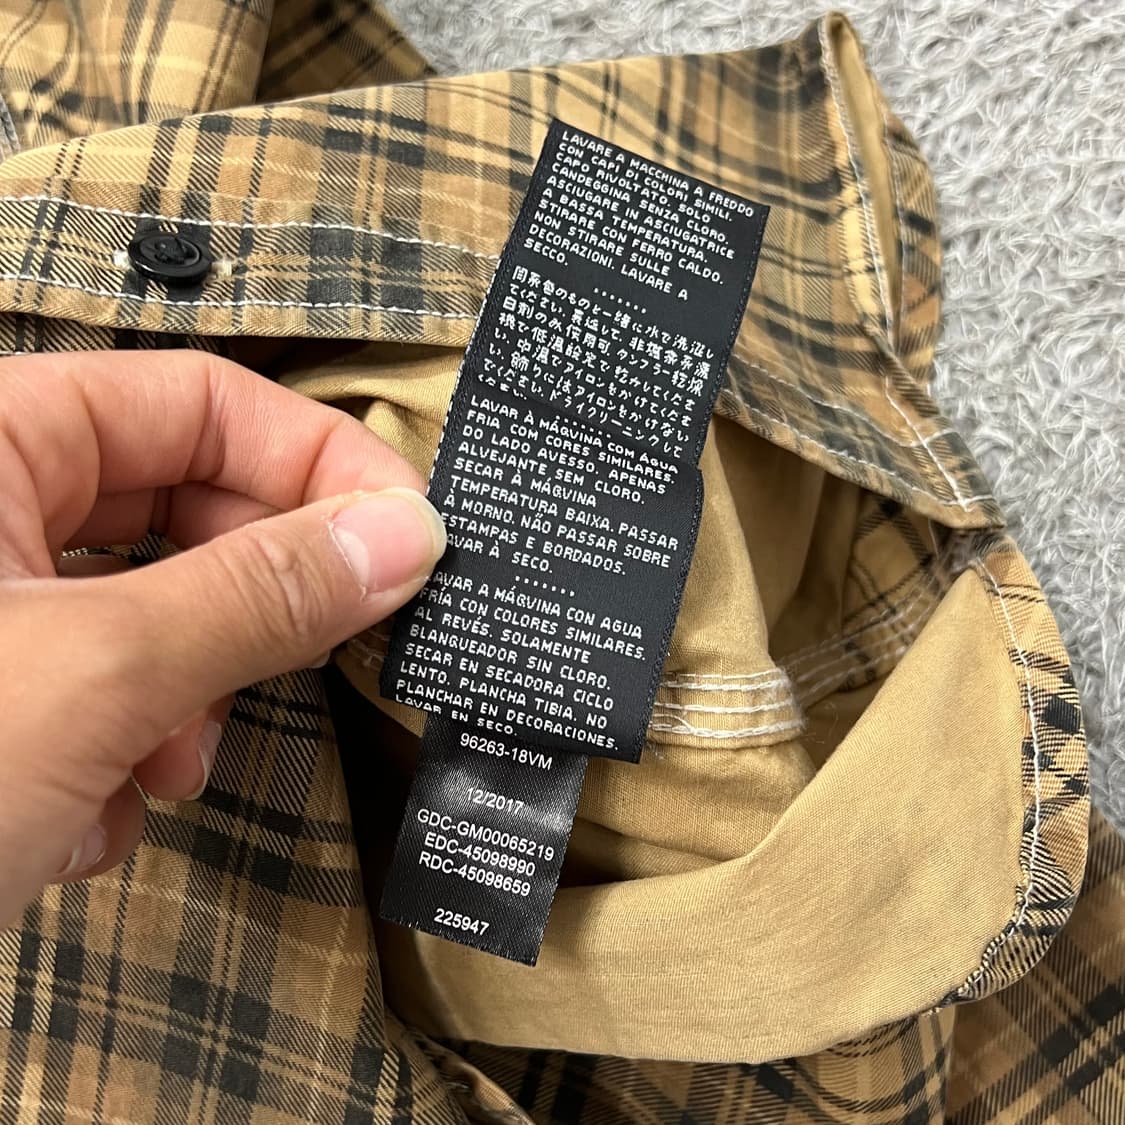 LAVARE A MACCHINA A FREDDO
CON CAPI DI COLORI SIMILI.
CAPO RIVOLTATO. SOLO
CANDEGGINA SENZA CLORO.
ASCIUGARE IN ASCIUGATRICE
A BASSA TEMPERATURA.
STIRARE CON FERRO CALDO.
NON STIRARE SULLE
DECORAZIONI. LAVARE A
SECCO.
.......
同系色のものと一緒に水で洗濯し
てください。裏返して。非塩素系漂
白剤のみ使用可。タンブラー乾燥
機で低温設定で乾かしてくださ
い。中温でアイロンをかけてくださ
い。飾りにはアイロンをかけない
でください。ドライクリーニングして
ください。
.......
LAVAR À MÁQUINA COM ÁGUA
FRIA COM CORES SIMILARES.
DO LADO AVESSO. APENAS
ALVEJANTE SEM CLORO.
SECAR À MÁQUINA
TEMPERATURA BAIXA. PASSAR
À MORNO. NÃO PASSAR SOBRE
ESTAMPAS E BORDADOS.
AVAR À SECO.
.......
LAVAR A MÁQUINA CON AGUA
FRÍA CON COLORES SIMILARES.
AL REVÉS. SOLAMENTE
BLANQUEADOR SIN CLORO.
SECAR EN SECADORA CICLO
LENTO. PLANCHA TIBIA. NO
PLANCHAR EN DECORACIONES.
LAVAR EN SECO.
96263-18VM
12/2017
GDC-GM00065219
EDC-45098990
RDC-45098659
225947